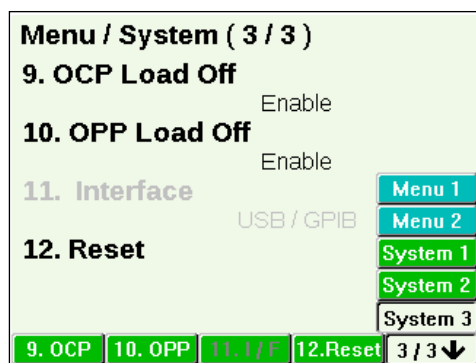 Menu / System ( 3 / 3 )
9. OCP Load Off
Enable
10. OPP Load Off
Enable
11. Interface
USB / GPIB
12. Reset
Menu 1
Menu 2
System 1
System 2
System 3
9. OCP 10. OPP 11. I / F 12.Reset 3 / 3